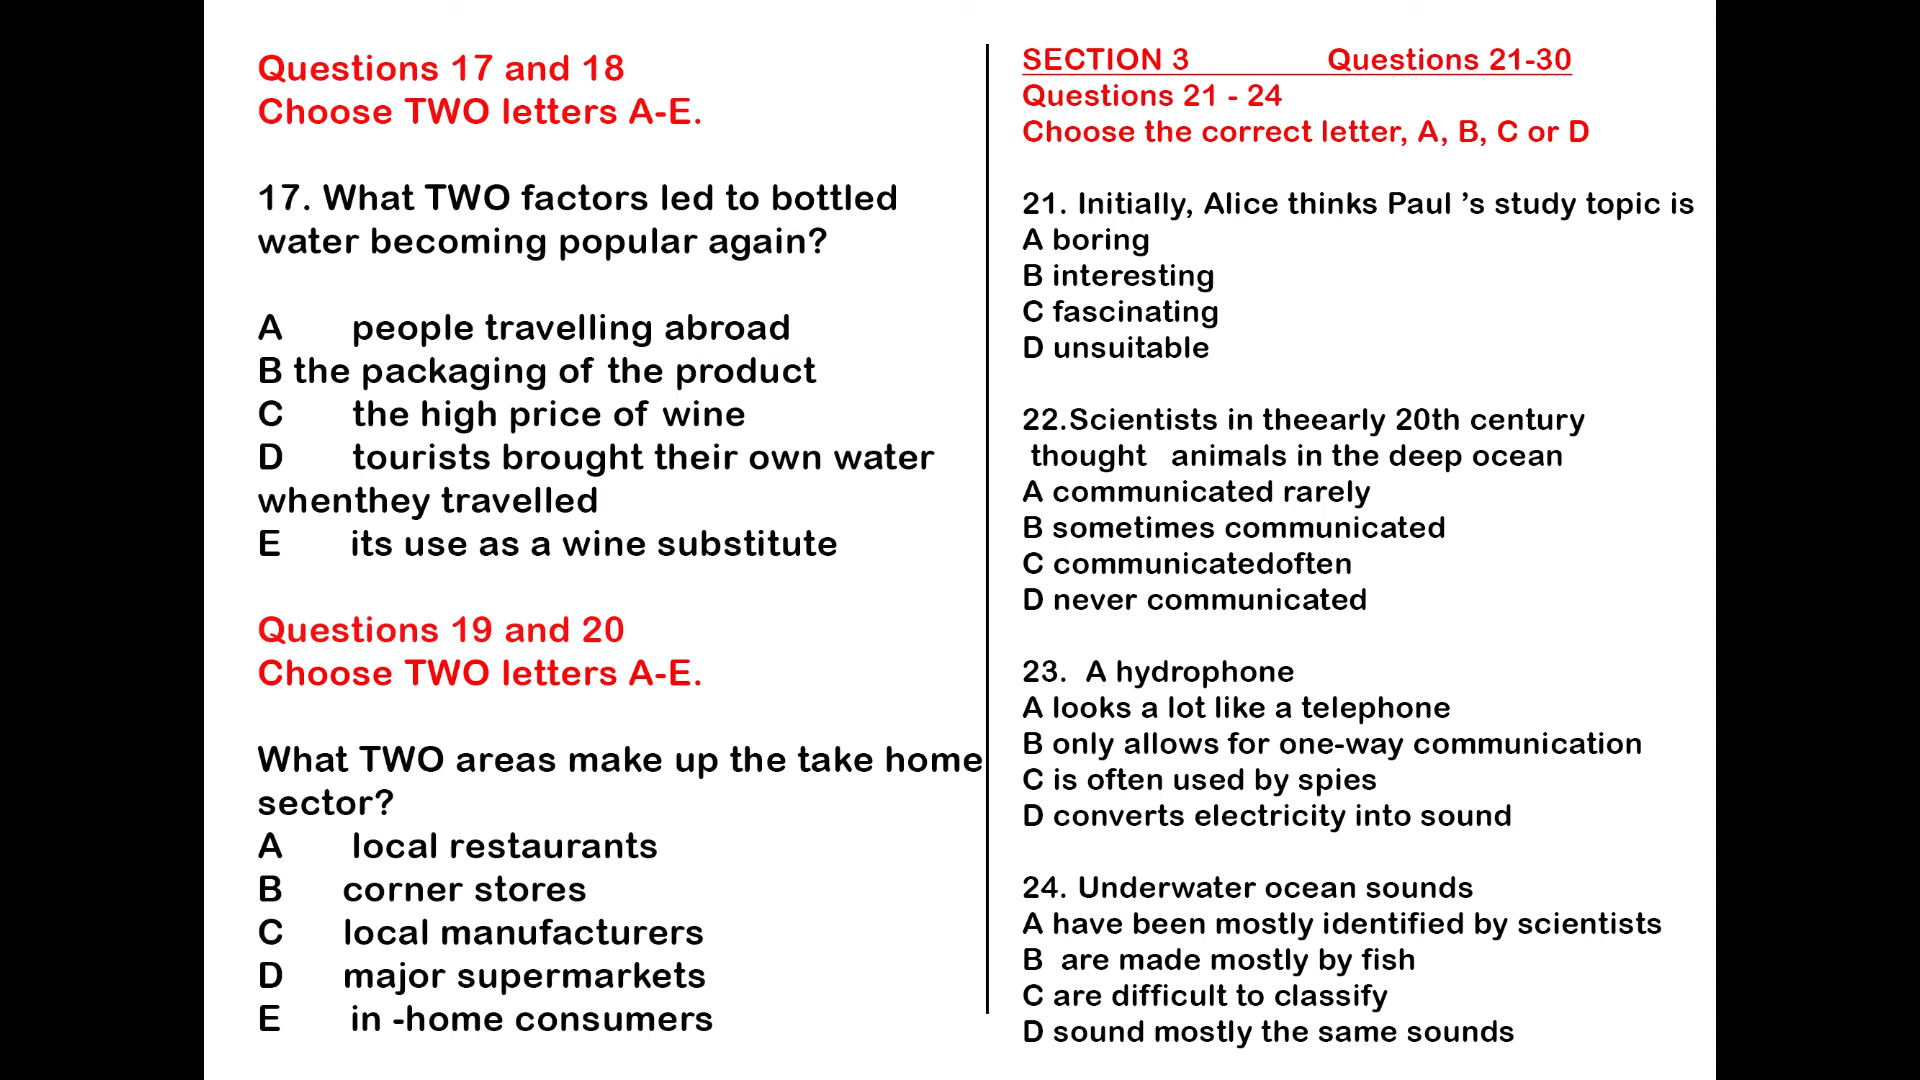 Questions 17 and 18
Choose TWO letters A-E.
17. What TWO factors led to bottled
water becoming popular again?
A people travelling abroad
B the packaging of the product
C the high price of wine
D tourists brought their own water
whenthey travelled
E its use as a wine substitute
Questions 19 and 20
Choose TWO letters A-E.
What TWO areas make up the take home
sector?
A local restaurants
B corner stores
C local manufacturers
D major supermarkets
E in -home consumers
SECTION 3 Questions 21-30
Questions 21 - 24
Choose the correct letter, A, B, C or D
21. Initially, Alice thinks Paul ’s study topic is
A boring
B interesting
C fascinating
D unsuitable
22.Scientists in theearly 20th century
thought animals in the deep ocean
A communicated rarely
B sometimes communicated
C communicatedoften
D never communicated
23. A hydrophone
A looks a lot like a telephone
B only allows for one-way communication
C is often used by spies
D converts electricity into sound
24. Underwater ocean sounds
A have been mostly identified by scientists
B are made mostly by fish
C are difficult to classify
D sound mostly the same sounds